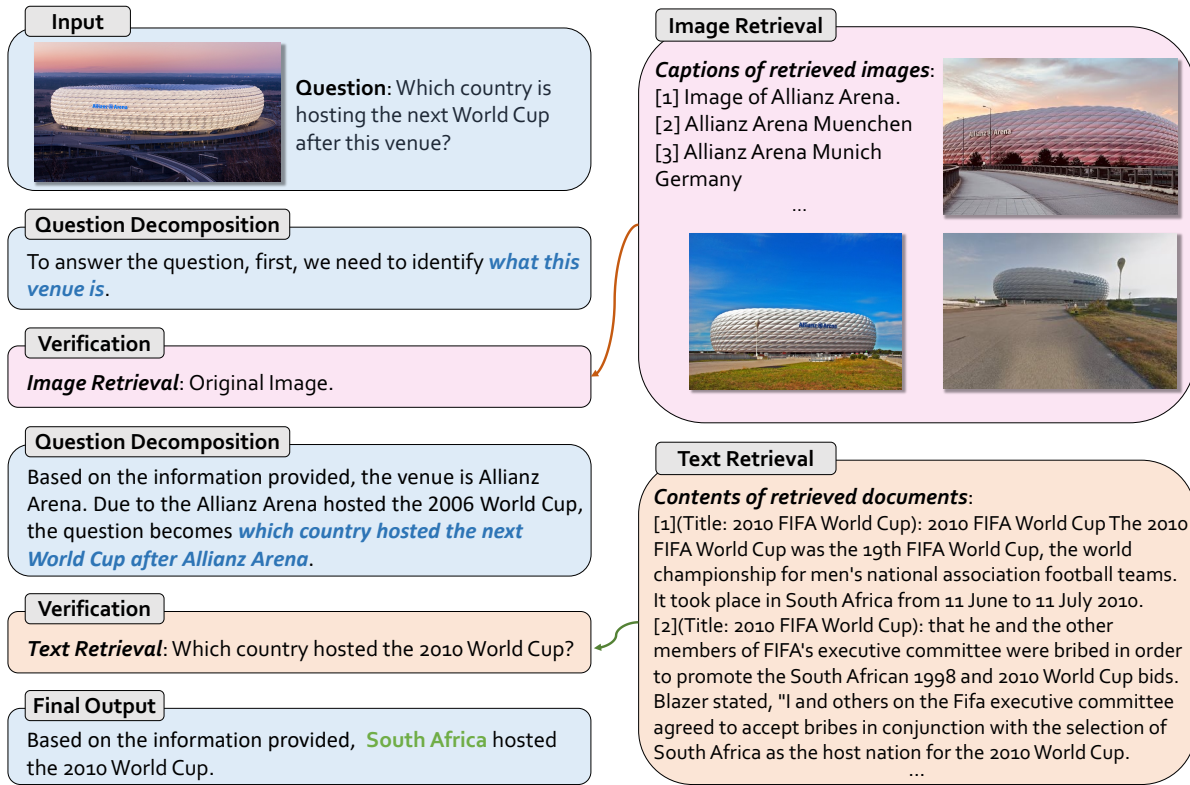 Input
Allianz Arena
Question: Which country is
hosting the next World Cup
after this venue?
Question Decomposition
To answer the question, first, we need to identify what this
venue is.
Verification
Image Retrieval: Original Image.
Question Decomposition
Based on the information provided, the venue is Allianz
Arena. Due to the Allianz Arena hosted the 2006 World Cup,
the question becomes which country hosted the next
World Cup after Allianz Arena.
Verification
Text Retrieval: Which country hosted the 2010 World Cup?
Final Output
Based on the information provided, South Africa hosted
the 2010 World Cup.
Image Retrieval
Captions of retrieved images:
[1] Image of Allianz Arena.
[2] Allianz Arena Muenchen
[3] Allianz Arena Munich
Germany
...
Allianz Arena
Allianz Arena
Text Retrieval
Contents of retrieved documents:
[1](Title: 2010 FIFA World Cup): 2010 FIFA World Cup The 2010
FIFA World Cup was the 19th FIFA World Cup, the world
championship for men's national association football teams.
It took place in South Africa from 11 June to 11 July 2010.
[2](Title: 2010 FIFA World Cup): that he and the other
members of FIFA's executive committee were bribed in order
to promote the South African 1998 and 2010 World Cup bids.
Blazer stated, "I and others on the Fifa executive committee
agreed to accept bribes in conjunction with the selection of
South Africa as the host nation for the 2010 World Cup.
...